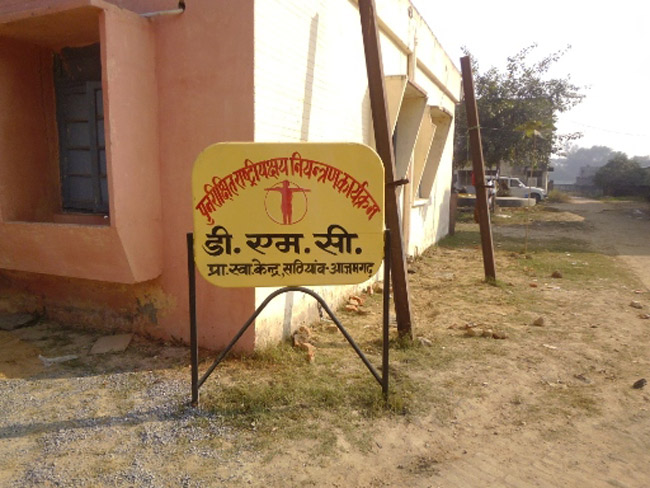 पुनरीक्षित राष्ट्रीय क्षय नियन्त्रण कार्यक्रम
डी. एम. सी.
प्रा.स्वा.केन्द्र सठियांव-आजमगढ़